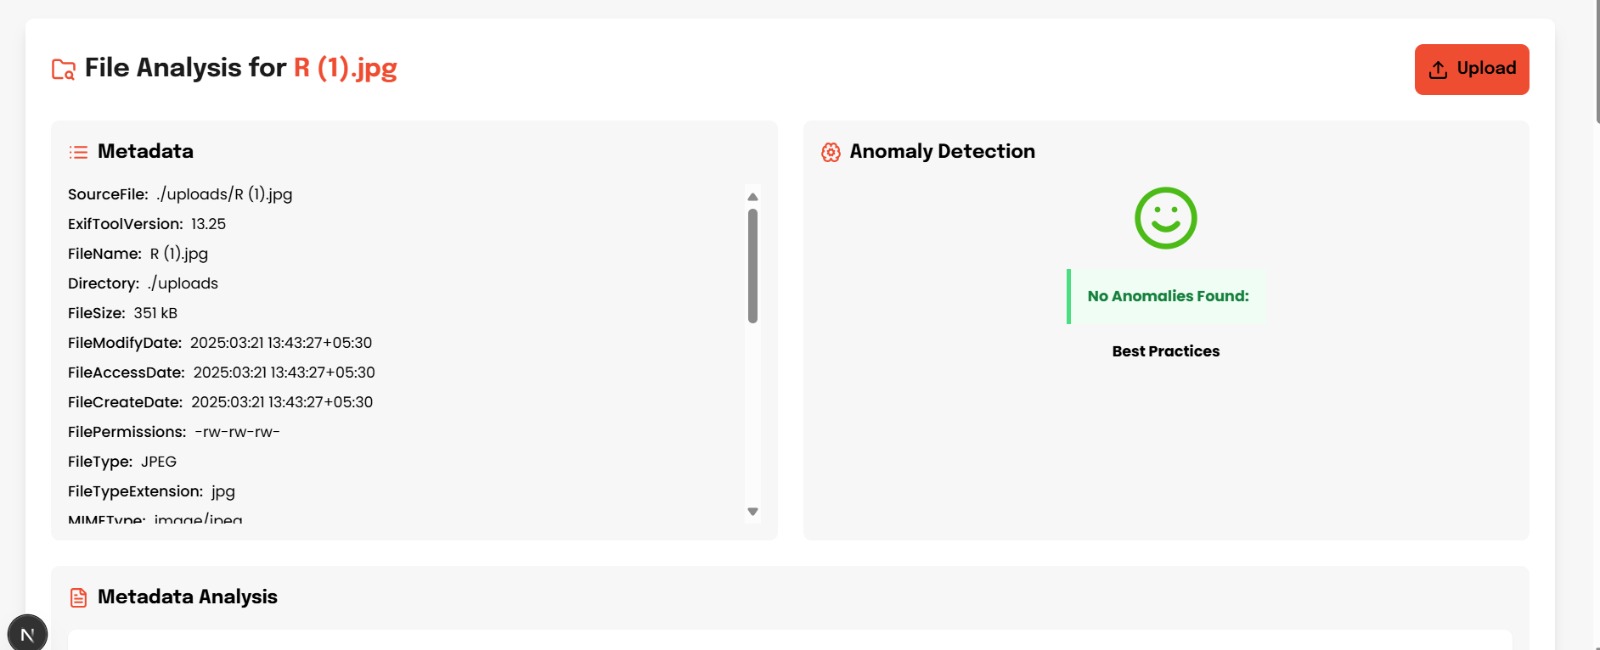 File Analysis for R (1).jpg
Upload
Metadata
SourceFile: ./uploads/R (1).jpg
ExifToolVersion: 13.25
FileName: R (1).jpg
Directory: ./uploads
FileSize: 351 kB
FileModifyDate: 2025:03:21 13:43:27+05:30
FileAccessDate: 2025:03:21 13:43:27+05:30
FileCreateDate: 2025:03:21 13:43:27+05:30
FilePermissions: -rw-rw-rw-
FileType: JPEG
FileTypeExtension: jpg
MIMEType: image/jpeg
Anomaly Detection
No Anomalies Found:
Best Practices
Metadata Analysis
N